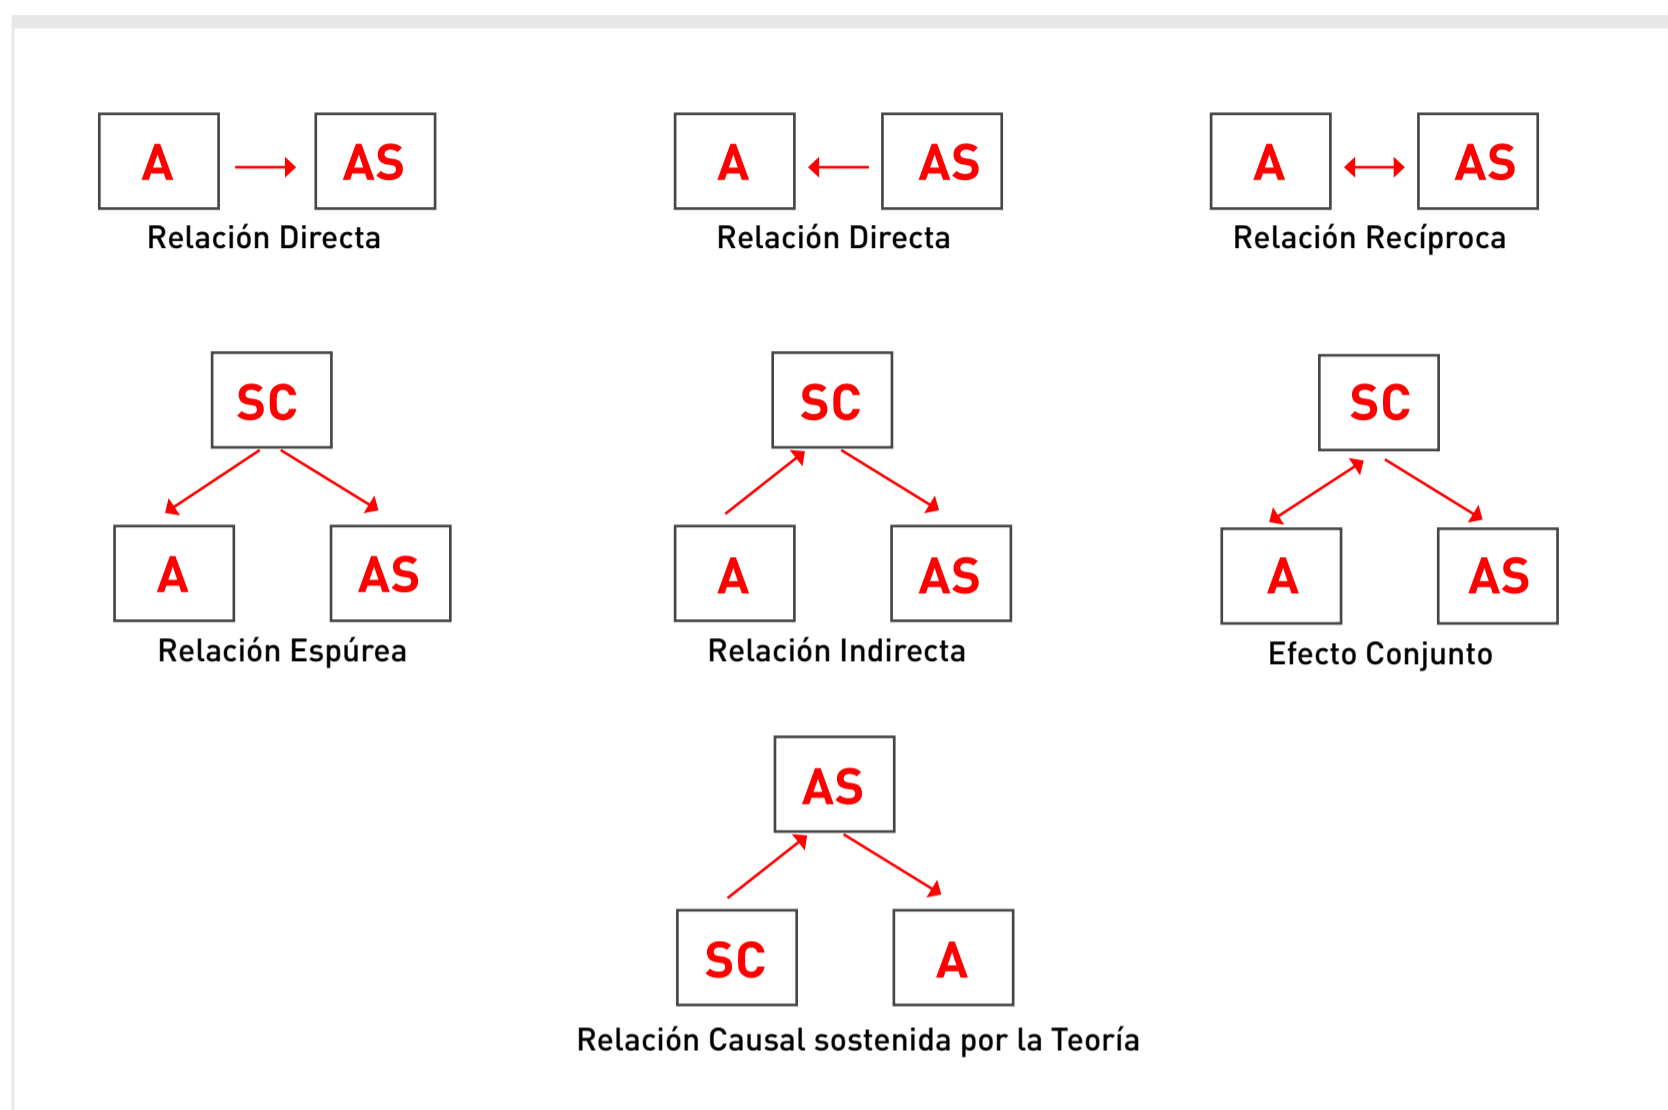 A AS A AS A AS
Relación Directa Relación Directa Relación Recíproca
SC SC SC
A AS A AS A AS
Relación Espúrea Relación Indirecta Efecto Conjunto
AS
SC A
Relación Causal sostenida por la Teoría